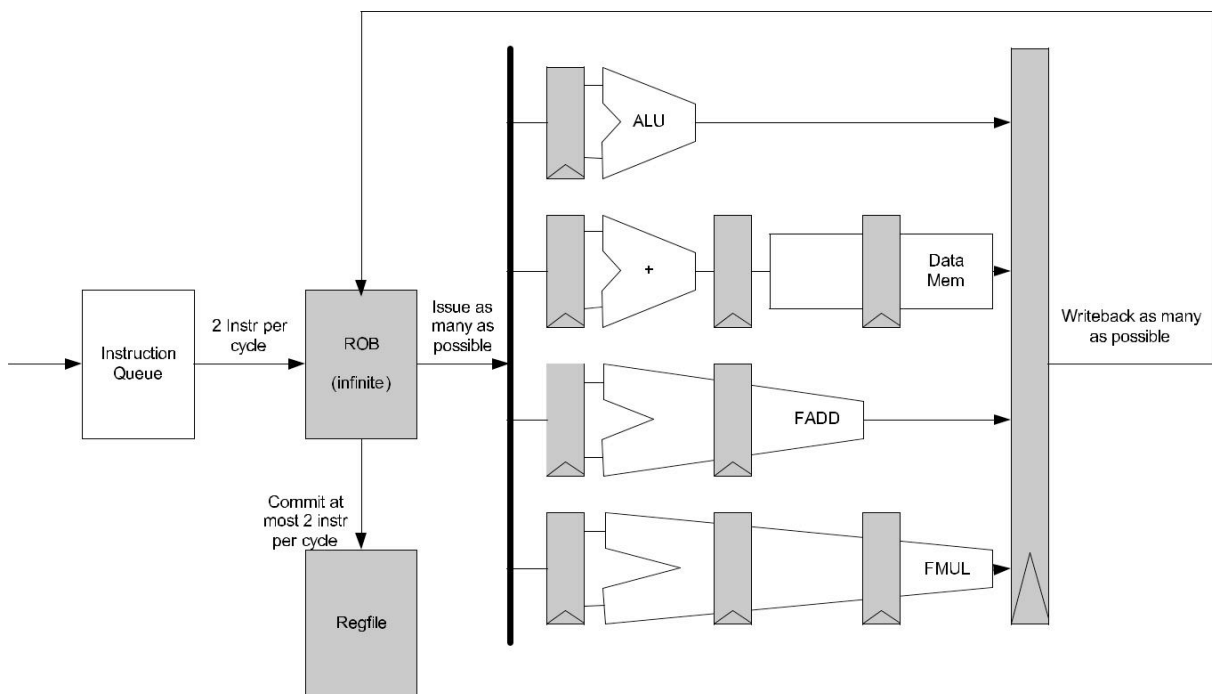 Instruction
Queue
2 Instr per
cycle
ROB
(infinite)
Issue as
many as
possible
Commit at
most 2 instr
per cycle
Regfile
ALU
+
Data
Mem
FADD
FMUL
Writeback as many
as possible